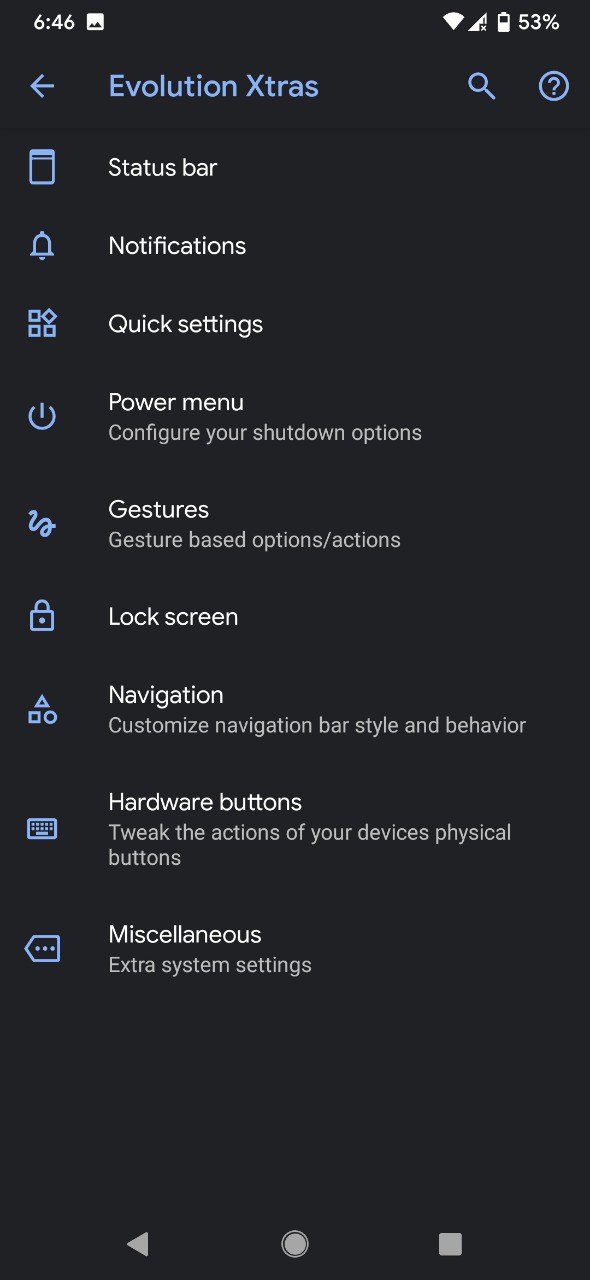 6:46 53%
Evolution Xtras
Status bar
Notifications
Quick settings
Power menu
Configure your shutdown options
Gestures
Gesture based options/actions
Lock screen
Navigation
Customize navigation bar style and behavior
Hardware buttons
Tweak the actions of your devices physical
buttons
Miscellaneous
Extra system settings